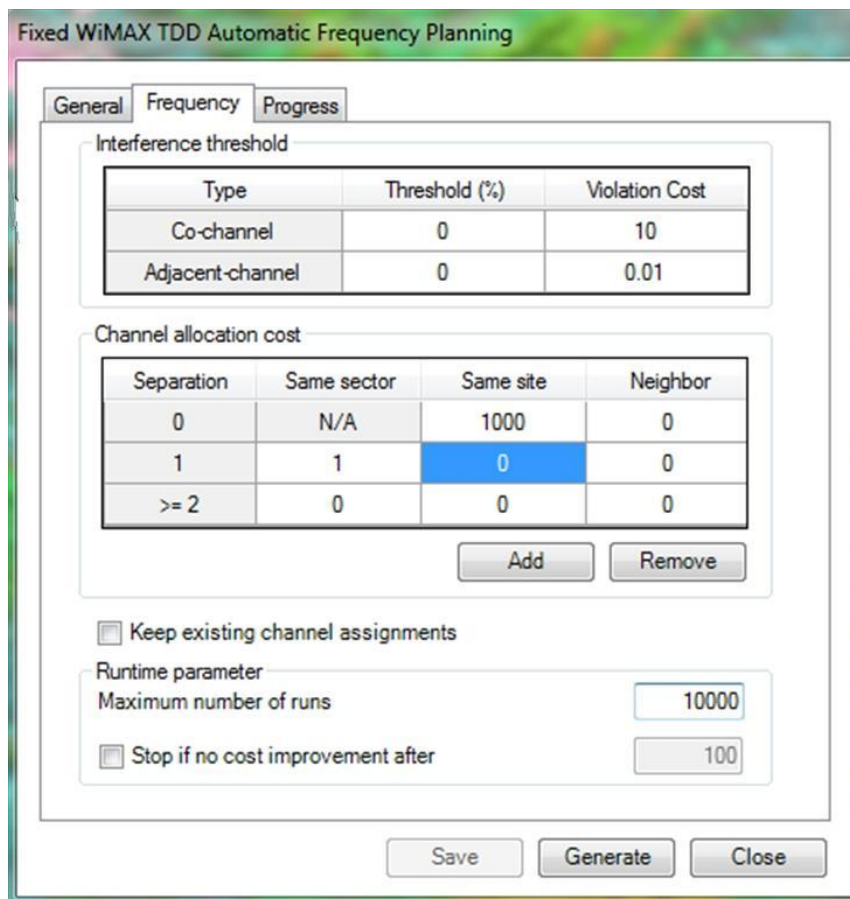 Fixed WiMAX TDD Automatic Frequency Planning
General Frequency Progress
Interference threshold
Type Threshold (%) Violation Cost
Co-channel 0 10
Adjacent-channel 0 0.01
Channel allocation cost
Separation Same sector Same site Neighbor
0 N/A 1000 0
1 1 0 0
>= 2 0 0 0
Add Remove
Keep existing channel assignments
Runtime parameter
Maximum number of runs 10000
Stop if no cost improvement after 100
Save Generate Close